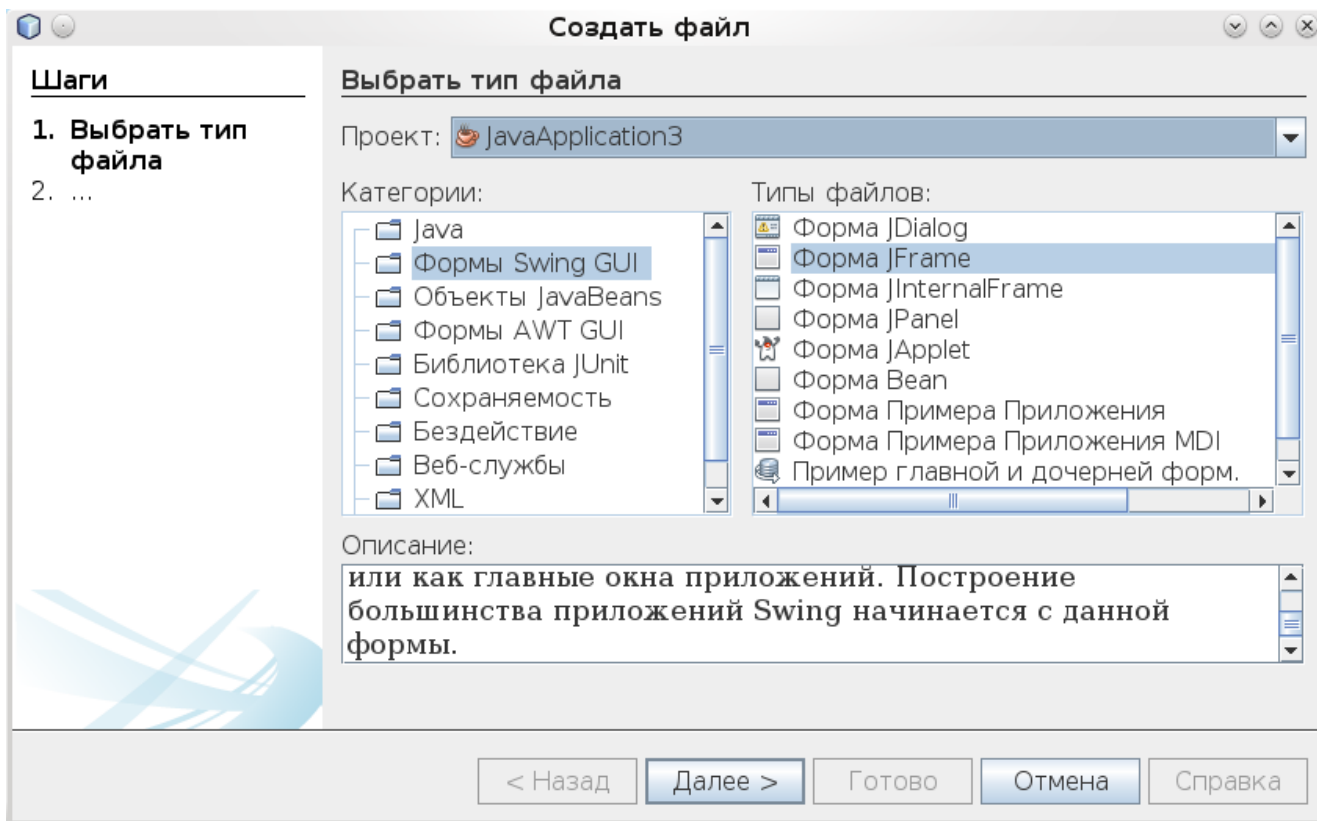 Создать файл
Шаги
1. Выбрать тип
файла
2. ...
Выбрать тип файла
Проект: JavaApplication3
Категории:
Java
Формы Swing GUI
Объекты JavaBeans
Формы AWT GUI
Библиотека JUnit
Сохраняемость
Бездействие
Веб-службы
XML
Типы файлов:
Форма JDialog
Форма JFrame
Форма JInternalFrame
Форма JPanel
Форма JApplet
Форма Bean
Форма Примера Приложения
Форма Примера Приложения MDI
Пример главной и дочерней форм.
Описание:
или как главные окна приложений. Построение
большинства приложений Swing начинается с данной
формы.
< Назад
Далее >
Готово
Отмена
Справка